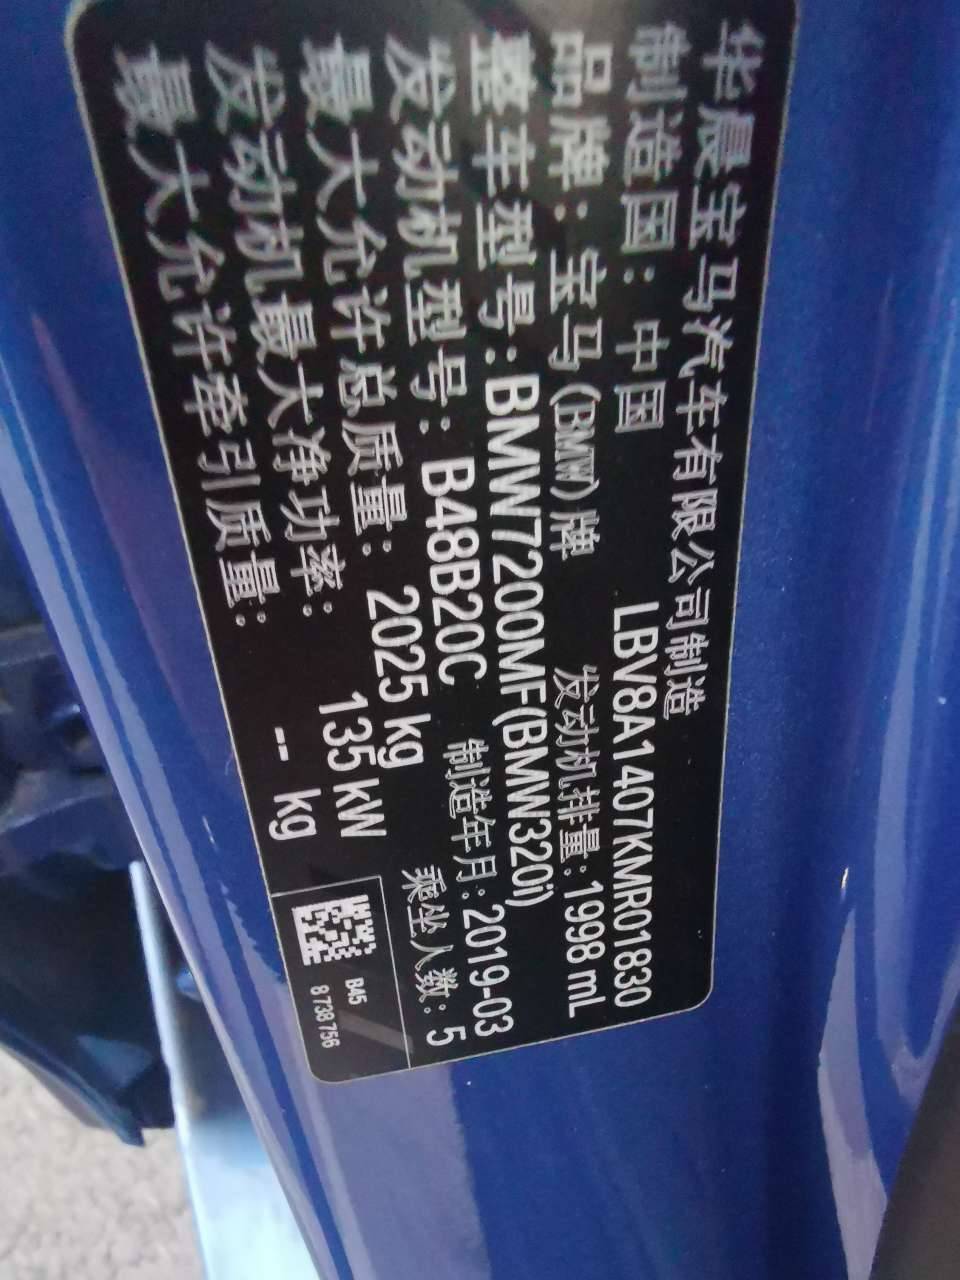 华晨宝马汽车有限公司制造
制造国：中国 LBV8A1407KMR01830
品牌：宝马(BMW)牌 发动机排量：1998 mL
整车型号：BMW7200MF(BMW320i)
发动机型号：B48B20C 制造年月：2019-03
最大允许总质量：2025 kg 乘坐人数：5
发动机最大净功率：135 kW
最大允许牵引质量：-- kg
B45
8 738 756